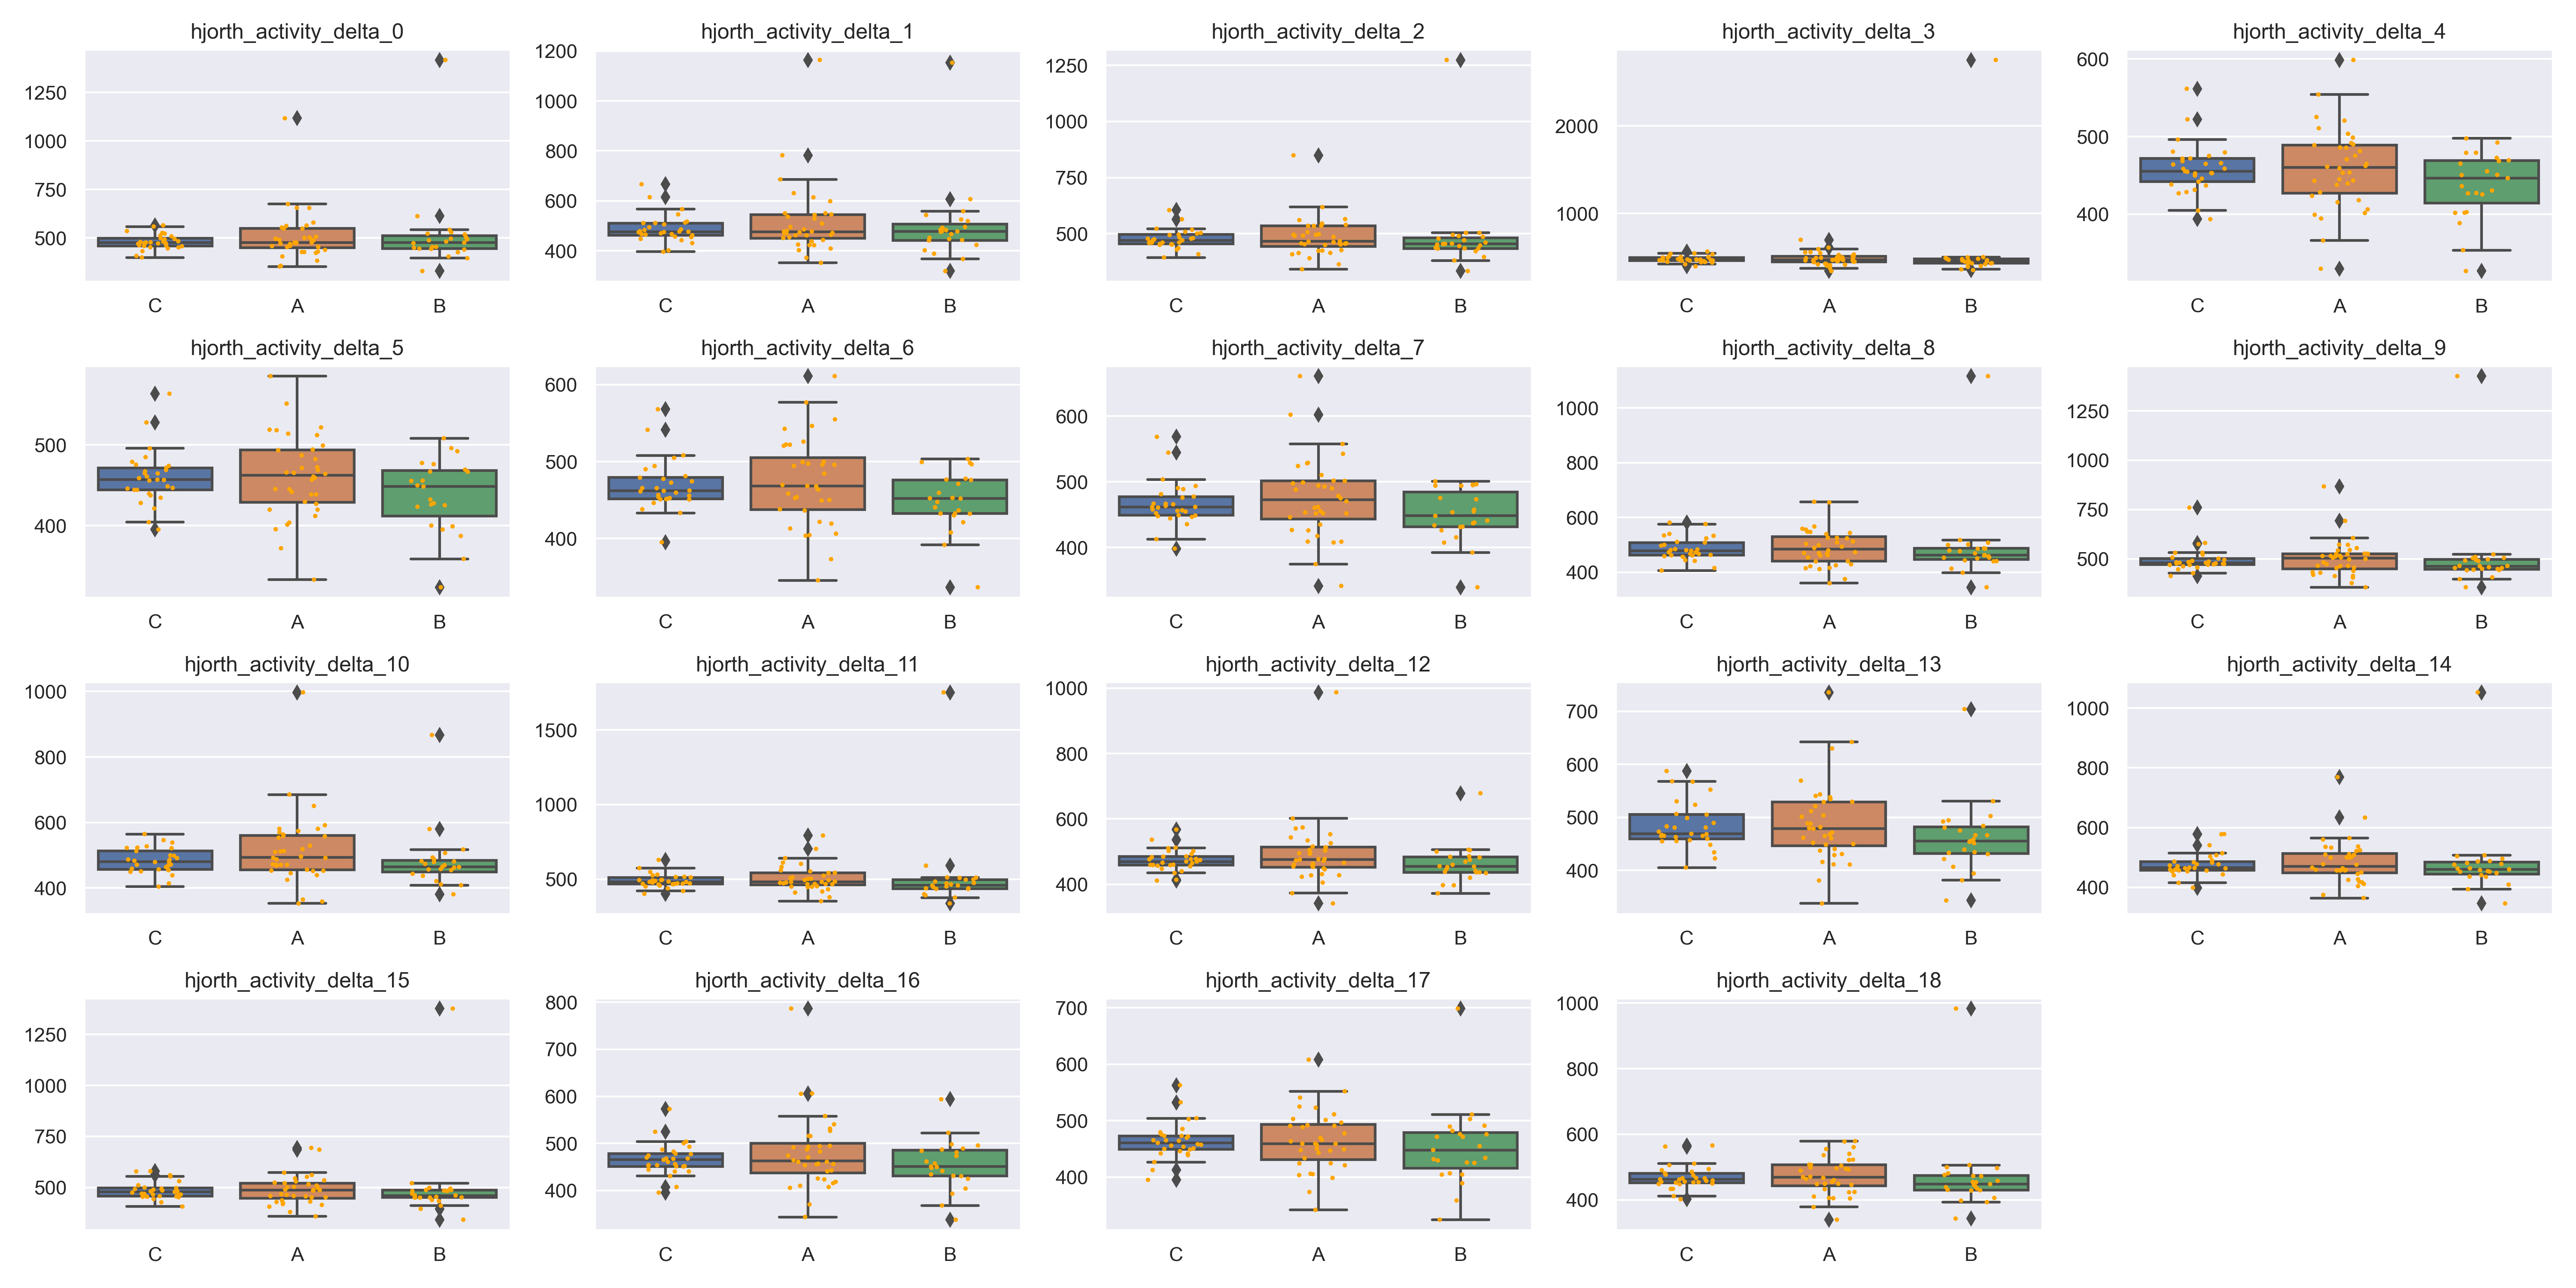 hjorth_activity_delta_0
1250
1000
750
500
C A B
hjorth_activity_delta_1
1200
1000
800
600
400
C A B
hjorth_activity_delta_2
1250
1000
750
500
C A B
hjorth_activity_delta_3
2000
1000
C A B
hjorth_activity_delta_4
600
500
400
C A B
hjorth_activity_delta_5
500
400
C A B
hjorth_activity_delta_6
600
500
400
C A B
hjorth_activity_delta_7
600
500
400
C A B
hjorth_activity_delta_8
1000
800
600
400
C A B
hjorth_activity_delta_9
1250
1000
750
500
C A B
hjorth_activity_delta_10
1000
800
600
400
C A B
hjorth_activity_delta_11
1500
1000
500
C A B
hjorth_activity_delta_12
1000
800
600
400
C A B
hjorth_activity_delta_13
700
600
500
400
C A B
hjorth_activity_delta_14
1000
800
600
400
C A B
hjorth_activity_delta_15
1250
1000
750
500
C A B
hjorth_activity_delta_16
800
700
600
500
400
C A B
hjorth_activity_delta_17
700
600
500
400
C A B
hjorth_activity_delta_18
1000
800
600
400
C A B